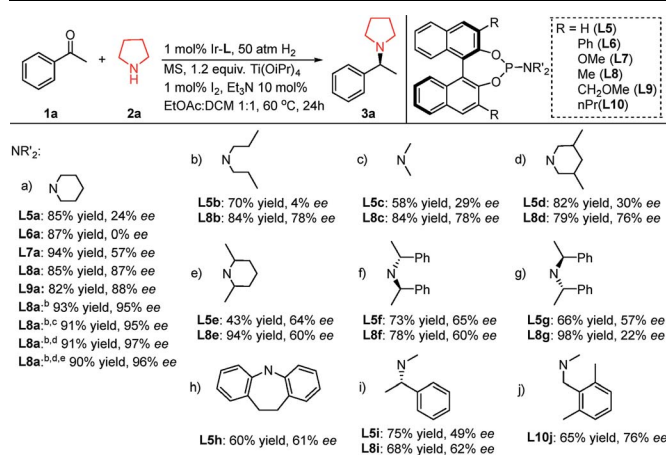 O
1a
+
N
H
2a
1 mol% Ir-L, 50 atm H₂
MS, 1.2 equiv. Ti(OiPr)₄
1 mol% I₂, Et₃N 10 mol%
EtOAc:DCM 1:1, 60 °C, 24h
N
3a
R
O
P–NR'₂
O
R
R = H (L5)
Ph (L6)
OMe (L7)
Me (L8)
CH₂OMe (L9)
nPr(L10)
NR'₂:
a) N
L5a: 85% yield, 24% ee
L6a: 87% yield, 0% ee
L7a: 94% yield, 57% ee
L8a: 85% yield, 87% ee
L9a: 82% yield, 88% ee
L8a:ᵇ 93% yield, 95% ee
L8a:ᵇ,ᶜ 91% yield, 95% ee
L8a:ᵇ,ᵈ 91% yield, 97% ee
L8a:ᵇ,ᵈ,ᵉ 90% yield, 96% ee
b) N
L5b: 70% yield, 4% ee
L8b: 84% yield, 78% ee
c) N
L5c: 58% yield, 29% ee
L8c: 84% yield, 78% ee
d) N
L5d: 82% yield, 30% ee
L8d: 79% yield, 76% ee
e) N
L5e: 43% yield, 64% ee
L8e: 94% yield, 60% ee
f) Ph
N
Ph
L5f: 73% yield, 65% ee
L8f: 78% yield, 60% ee
g) Ph
N
Ph
L5g: 66% yield, 57% ee
L8g: 98% yield, 22% ee
h) N
L5h: 60% yield, 61% ee
i) N
L5i: 75% yield, 49% ee
L8i: 68% yield, 62% ee
j) N
L10j: 65% yield, 76% ee